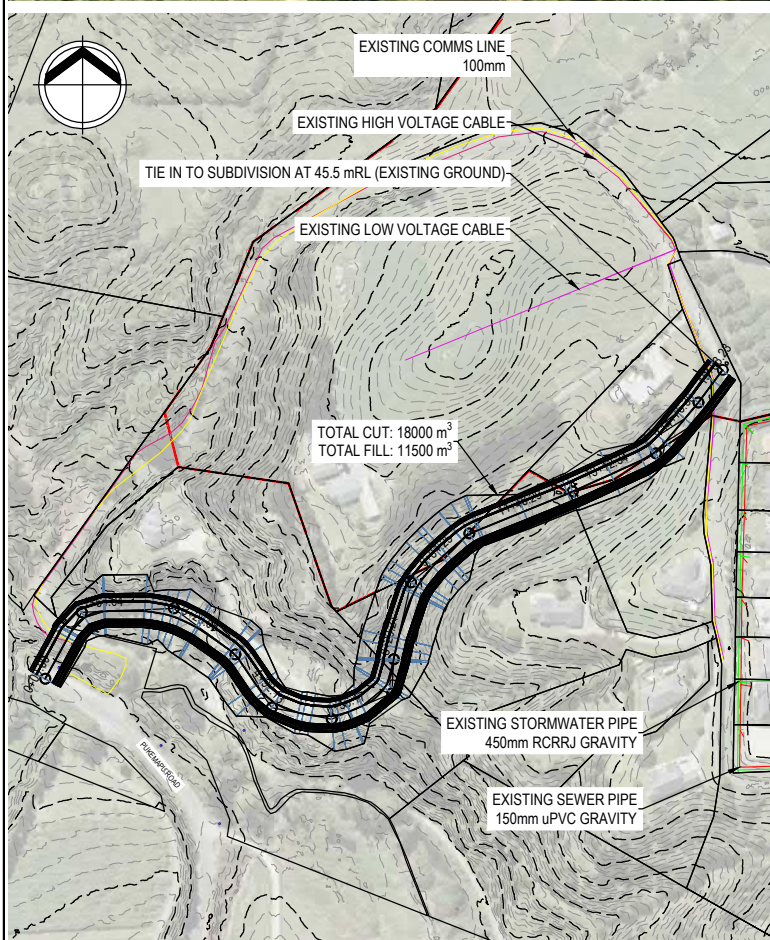 EXISTING COMMS LINE
100mm
EXISTING HIGH VOLTAGE CABLE
TIE IN TO SUBDIVISION AT 45.5 mRL (EXISTING GROUND)
EXISTING LOW VOLTAGE CABLE
TOTAL CUT: 18000 m³
TOTAL FILL: 11500 m³
EXISTING STORMWATER PIPE
450mm RCRRJ GRAVITY
PUKEMAPU ROAD
EXISTING SEWER PIPE
150mm uPVC GRAVITY